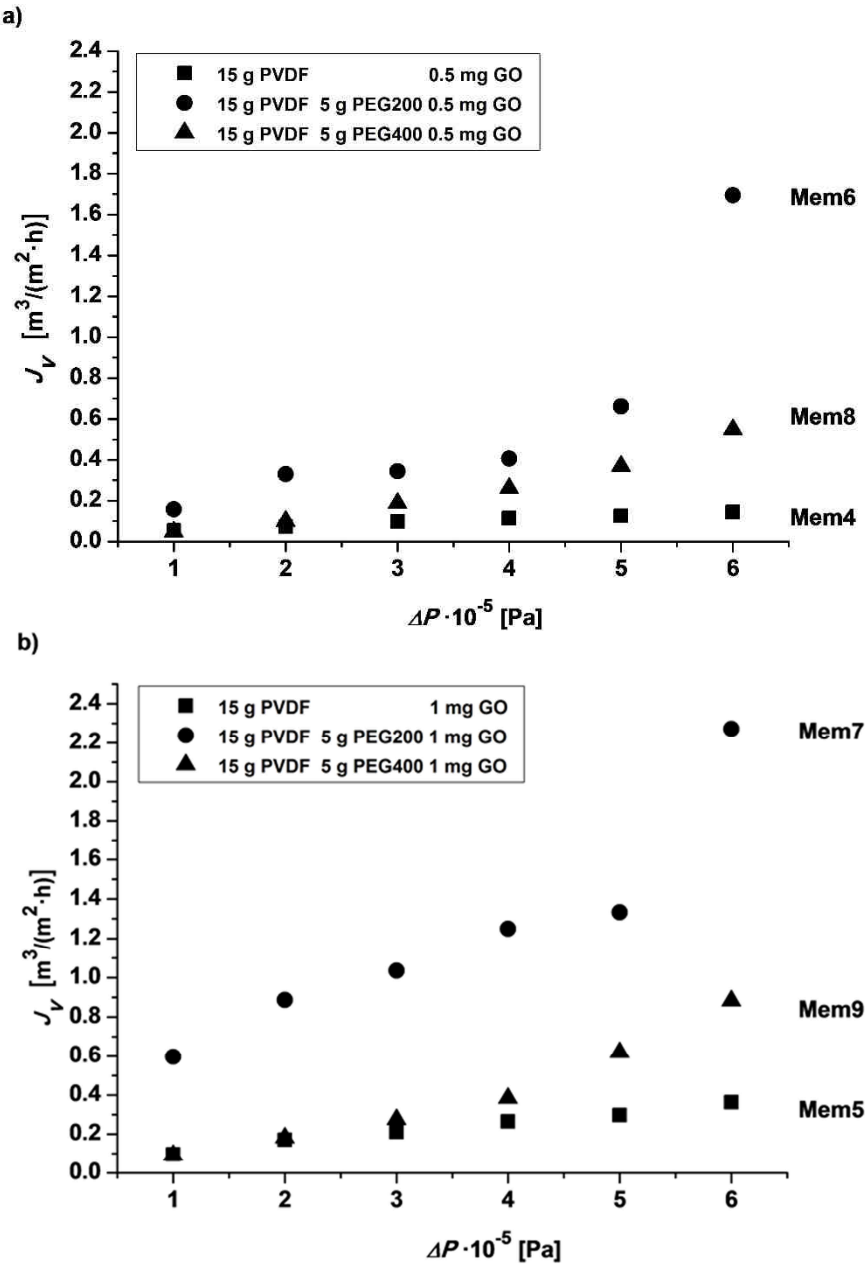 a)
2.4
2.2
2.0
1.8
1.6
1.4
1.2
1.0
0.8
0.6
0.4
0.2
0.0
J_V [m³/(m²·h)]
15 g PVDF 0.5 mg GO
15 g PVDF 5 g PEG200 0.5 mg GO
15 g PVDF 5 g PEG400 0.5 mg GO
Mem6
Mem8
Mem4
1 2 3 4 5 6
ΔP·10⁻⁵ [Pa]
b)
2.4
2.2
2.0
1.8
1.6
1.4
1.2
1.0
0.8
0.6
0.4
0.2
0.0
J_V [m³/(m²·h)]
15 g PVDF 1 mg GO
15 g PVDF 5 g PEG200 1 mg GO
15 g PVDF 5 g PEG400 1 mg GO
Mem7
Mem9
Mem5
1 2 3 4 5 6
ΔP·10⁻⁵ [Pa]